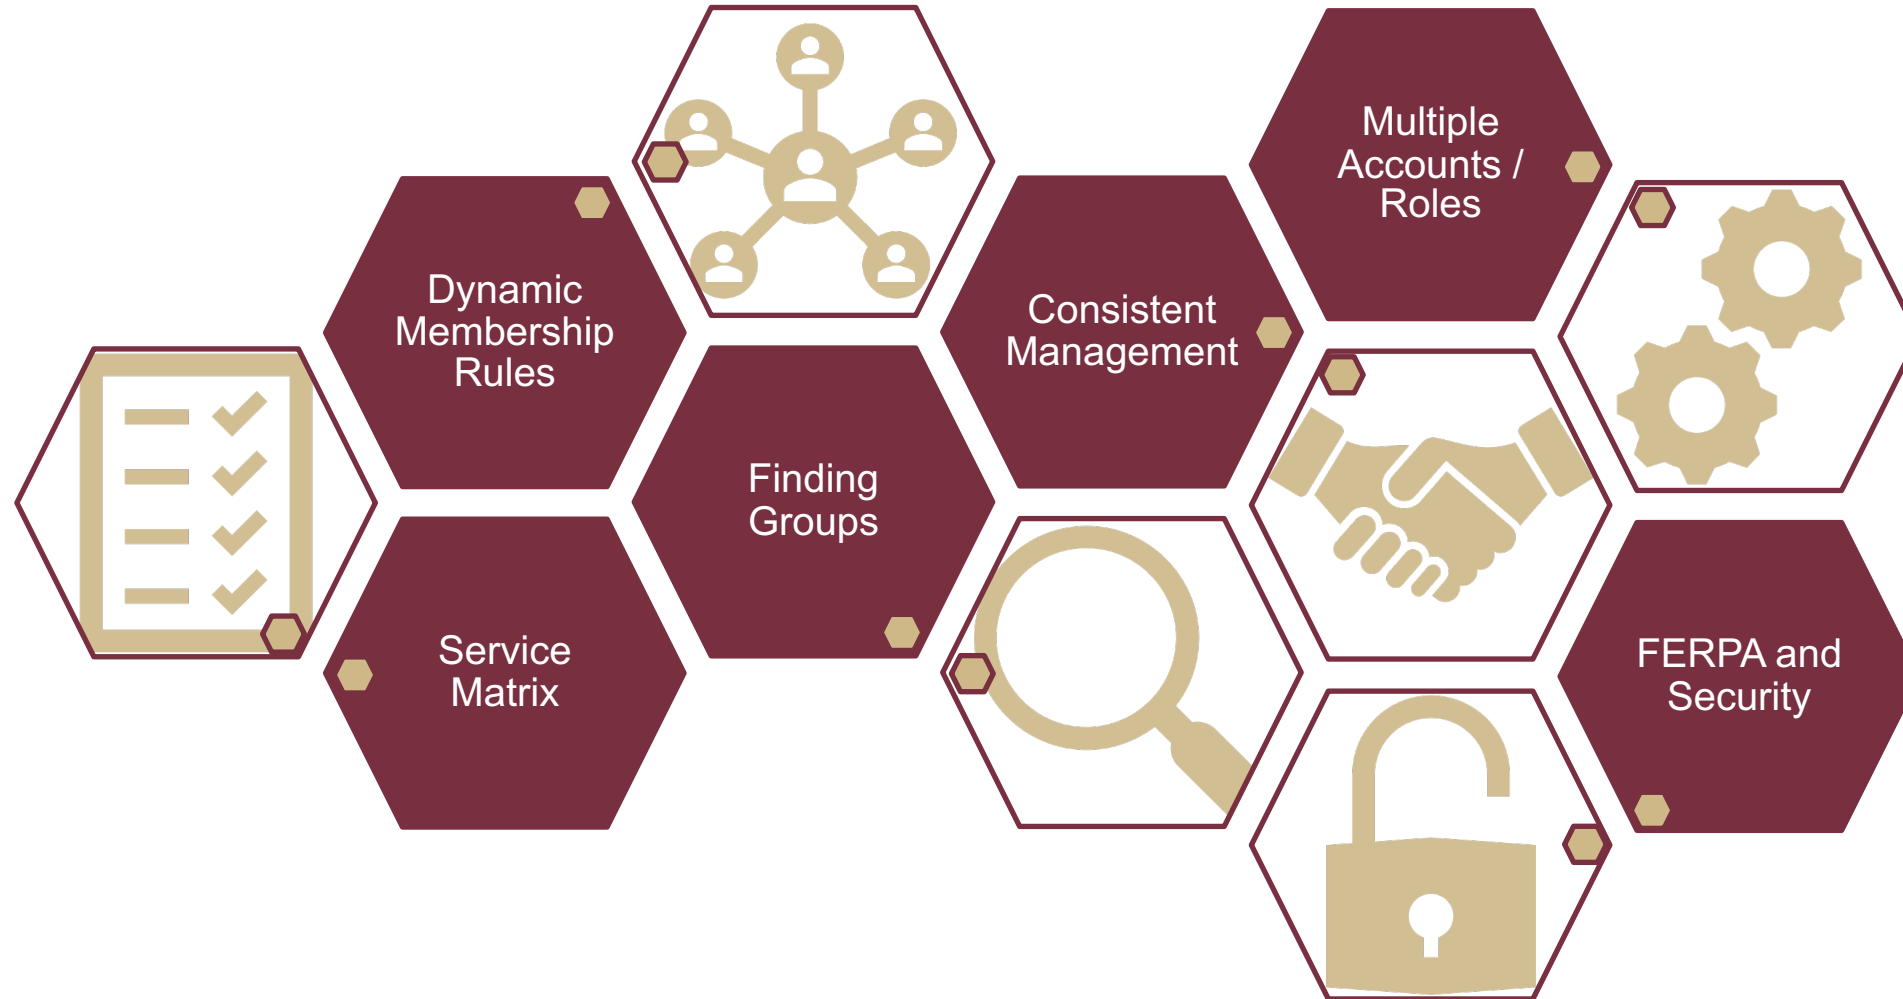 Dynamic
Membership
Rules
Service
Matrix
Finding
Groups
Consistent
Management
Multiple
Accounts /
Roles
FERPA and
Security